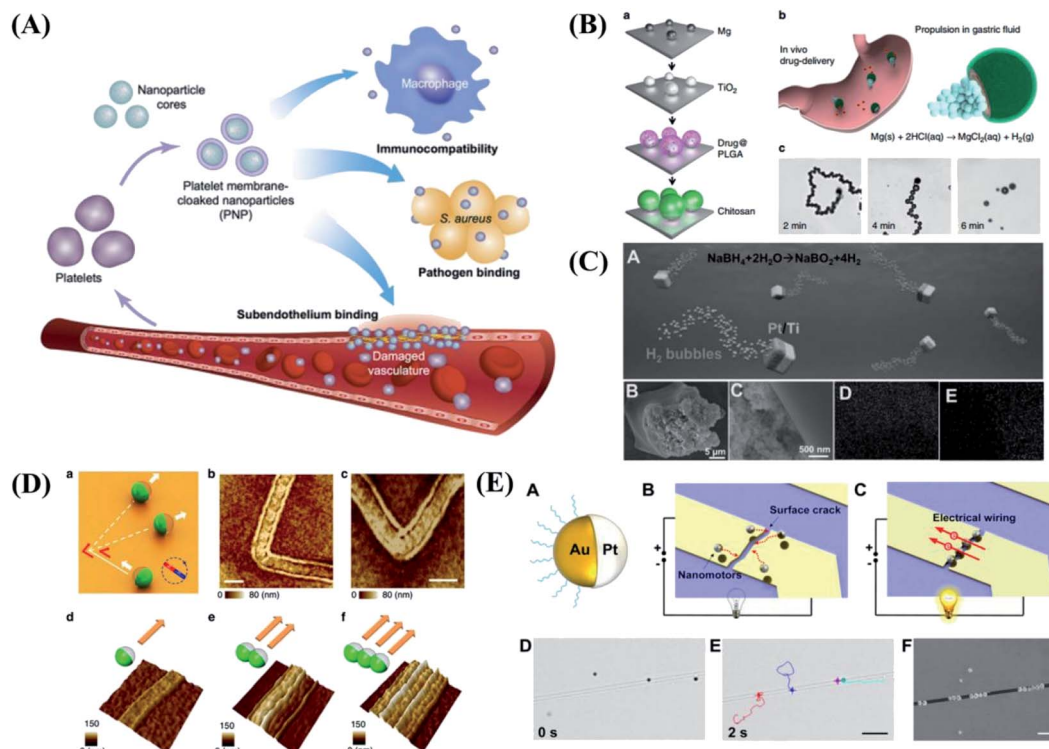 (A)
Nanoparticle
cores
Platelet membrane-
cloaked nanoparticles
(PNP)
Platelets
Macrophage
Immunocompatibility
S. aureus
Pathogen binding
Subendothelium binding
Damaged
vasculature
(B)
a
Mg
TiO2
Drug@
PLGA
Chitosan
b
In vivo
drug-delivery
Propulsion in gastric fluid
Mg(s) + 2HCl(aq) → MgCl2(aq) + H2(g)
c
2 min
4 min
6 min
(C)
A
NaBH4+2H2O→NaBO2+4H2
Pt/Ti
H2 bubbles
B
5 µm
C
500 nm
D
E
(D)
a
b
0 80 (nm)
c
0 80 (nm)
d
150
e
150
f
150
(E)
A
Au
Pt
B
Surface crack
Nanomotors
+
-
C
Electrical wiring
+
-
D
0 s
E
2 s
F